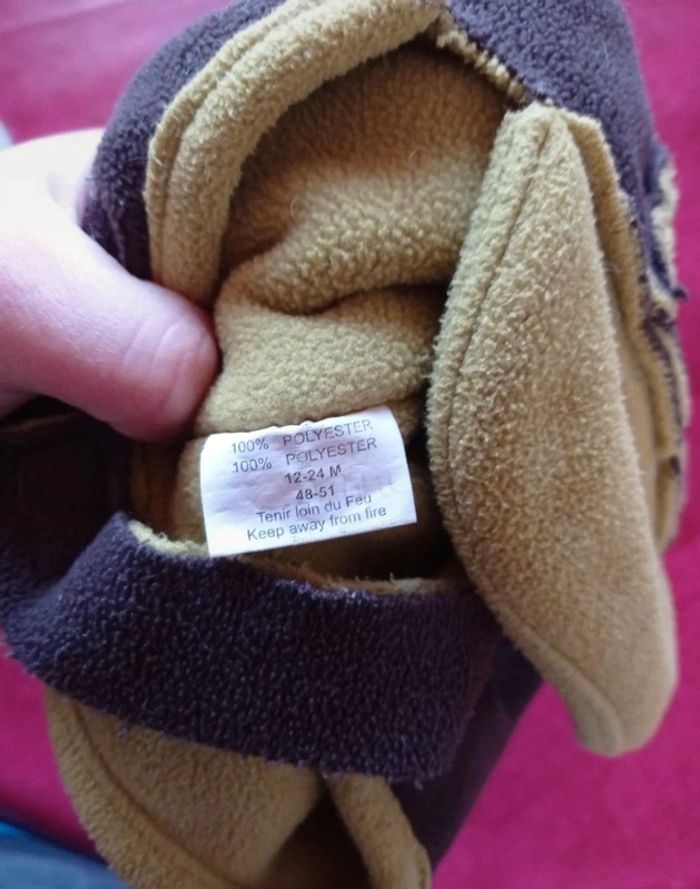 100% POLYESTER
100% POLYESTER
12-24 M
48-51
Tenir loin du Feu
Keep away from fire